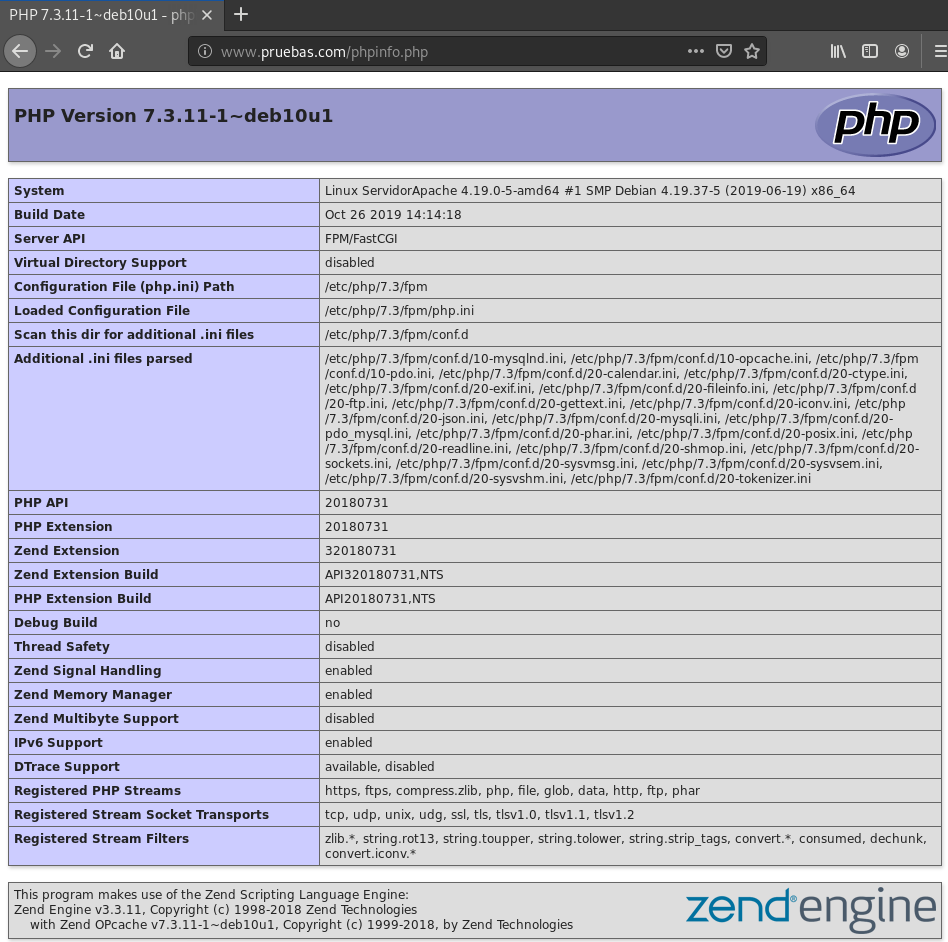 PHP 7.3.11-1~deb10u1 - php
www.pruebas.com/phpinfo.php
PHP Version 7.3.11-1~deb10u1
php
System Linux ServidorApache 4.19.0-5-amd64 #1 SMP Debian 4.19.37-5 (2019-06-19) x86_64
Build Date Oct 26 2019 14:14:18
Server API FPM/FastCGI
Virtual Directory Support disabled
Configuration File (php.ini) Path /etc/php/7.3/fpm
Loaded Configuration File /etc/php/7.3/fpm/php.ini
Scan this dir for additional .ini files /etc/php/7.3/fpm/conf.d
Additional .ini files parsed /etc/php/7.3/fpm/conf.d/10-mysqlnd.ini, /etc/php/7.3/fpm/conf.d/10-opcache.ini, /etc/php/7.3/fpm
/conf.d/10-pdo.ini, /etc/php/7.3/fpm/conf.d/20-calendar.ini, /etc/php/7.3/fpm/conf.d/20-ctype.ini,
/etc/php/7.3/fpm/conf.d/20-exif.ini, /etc/php/7.3/fpm/conf.d/20-fileinfo.ini, /etc/php/7.3/fpm/conf.d
/20-ftp.ini, /etc/php/7.3/fpm/conf.d/20-gettext.ini, /etc/php/7.3/fpm/conf.d/20-iconv.ini, /etc/php
/7.3/fpm/conf.d/20-json.ini, /etc/php/7.3/fpm/conf.d/20-mysqli.ini, /etc/php/7.3/fpm/conf.d/20-
pdo_mysql.ini, /etc/php/7.3/fpm/conf.d/20-phar.ini, /etc/php/7.3/fpm/conf.d/20-posix.ini, /etc/php
/7.3/fpm/conf.d/20-readline.ini, /etc/php/7.3/fpm/conf.d/20-shmop.ini, /etc/php/7.3/fpm/conf.d/20-
sockets.ini, /etc/php/7.3/fpm/conf.d/20-sysvmsg.ini, /etc/php/7.3/fpm/conf.d/20-sysvsem.ini,
/etc/php/7.3/fpm/conf.d/20-sysvshm.ini, /etc/php/7.3/fpm/conf.d/20-tokenizer.ini
PHP API 20180731
PHP Extension 20180731
Zend Extension 320180731
Zend Extension Build API320180731,NTS
PHP Extension Build API20180731,NTS
Debug Build no
Thread Safety disabled
Zend Signal Handling enabled
Zend Memory Manager enabled
Zend Multibyte Support disabled
IPv6 Support enabled
DTrace Support available, disabled
Registered PHP Streams https, ftps, compress.zlib, php, file, glob, data, http, ftp, phar
Registered Stream Socket Transports tcp, udp, unix, udg, ssl, tls, tlsv1.0, tlsv1.1, tlsv1.2
Registered Stream Filters zlib.*, string.rot13, string.toupper, string.tolower, string.strip_tags, convert.*, consumed, dechunk,
convert.iconv.*
This program makes use of the Zend Scripting Language Engine:
Zend Engine v3.3.11, Copyright (c) 1998-2018 Zend Technologies
with Zend OPcache v7.3.11-1~deb10u1, Copyright (c) 1999-2018, by Zend Technologies
zend® engine